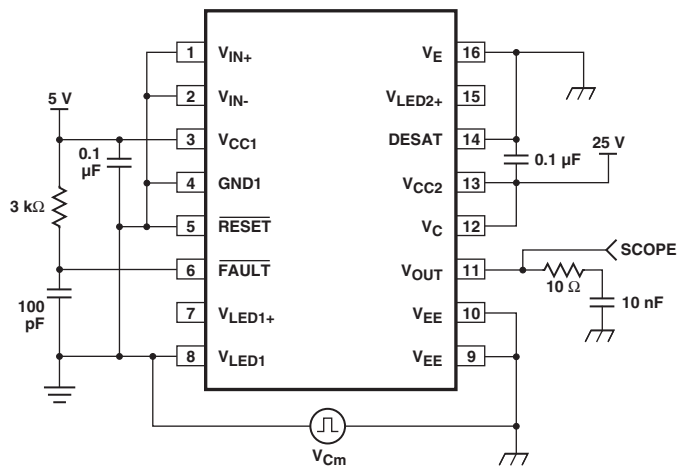 1 V_IN+
2 V_IN-
3 V_CC1
4 GND1
5 RESET
6 FAULT
7 V_LED1+
8 V_LED1
V_E 16
V_LED2+ 15
DESAT 14
V_CC2 13
V_C 12
V_OUT 11
V_EE 10
V_EE 9
5 V
0.1
µF
3 kΩ
100
pF
0.1 µF
25 V
SCOPE
10 Ω
10 nF
V_Cm